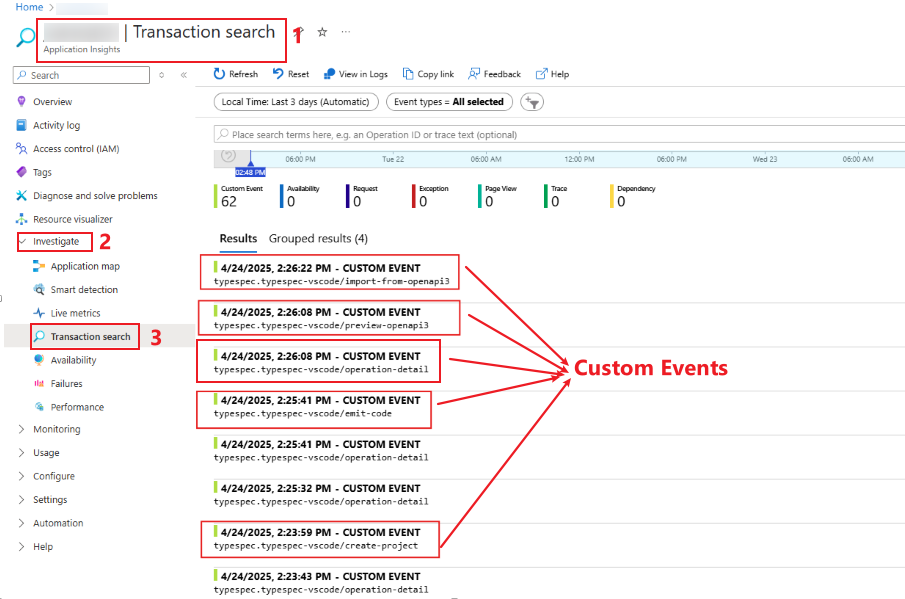 Home >
| Transaction search
1
Application Insights
Search
Refresh Reset View in Logs Copy link Feedback Help
Overview
Activity log
Access control (IAM)
Tags
Diagnose and solve problems
Resource visualizer
Investigate 2
Application map
Smart detection
Live metrics
Transaction search 3
Availability
Failures
Performance
Monitoring
Usage
Configure
Settings
Automation
Help
Local Time: Last 3 days (Automatic) Event types = All selected
Place search terms here, e.g. an Operation ID or trace text (optional)
06:00 PM Tue 22 06:00 AM 12:00 PM 06:00 PM Wed 23 06:00 AM
02:48 PM
Custom Event Availability Request Exception Page View Trace Dependency
62 0 0 0 0 0 0
Results Grouped results (4)
4/24/2025, 2:26:22 PM - CUSTOM EVENT
typespec.typespec-vscode/import-from-openapi3
4/24/2025, 2:26:08 PM - CUSTOM EVENT
typespec.typespec-vscode/preview-openapi3
4/24/2025, 2:26:08 PM - CUSTOM EVENT
typespec.typespec-vscode/operation-detail
Custom Events
4/24/2025, 2:25:41 PM - CUSTOM EVENT
typespec.typespec-vscode/emit-code
4/24/2025, 2:25:41 PM - CUSTOM EVENT
typespec.typespec-vscode/operation-detail
4/24/2025, 2:25:32 PM - CUSTOM EVENT
typespec.typespec-vscode/operation-detail
4/24/2025, 2:23:59 PM - CUSTOM EVENT
typespec.typespec-vscode/create-project
4/24/2025, 2:23:43 PM - CUSTOM EVENT
typespec.typespec-vscode/operation-detail